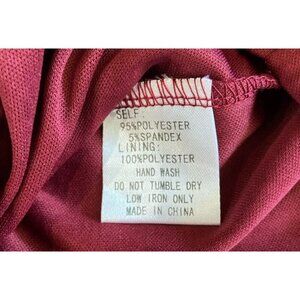 SELF:
95%POLYESTER
5%SPANDEX
LINING:
100%POLYESTER
HAND WASH
DO NOT TUMBLE DRY
LOW IRON ONLY
MADE IN CHINA